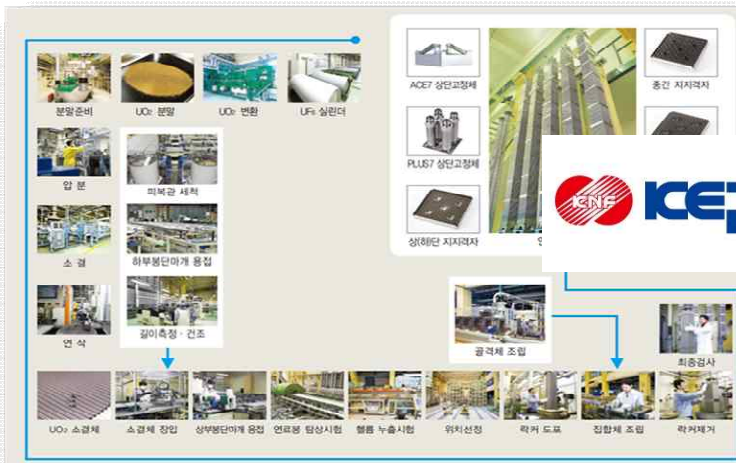 분말준비
UO₂ 분말
UO₂ 변환
UF₆ 실린더
압 분
소 결
연 삭
피복관 세척
하부봉단마개 용접
길이측정 · 건조
ACE7 상단고정체
PLUS7 상단고정체
상(하)단 지지격자
중간 지지격자
KNF
골격체 조립
최종검사
UO₂ 소결체
소결체 장입
상부봉단마개 용접
연료봉 탐상시험
헬륨 누출시험
위치선정
락커 도포
집합체 조립
락커제거